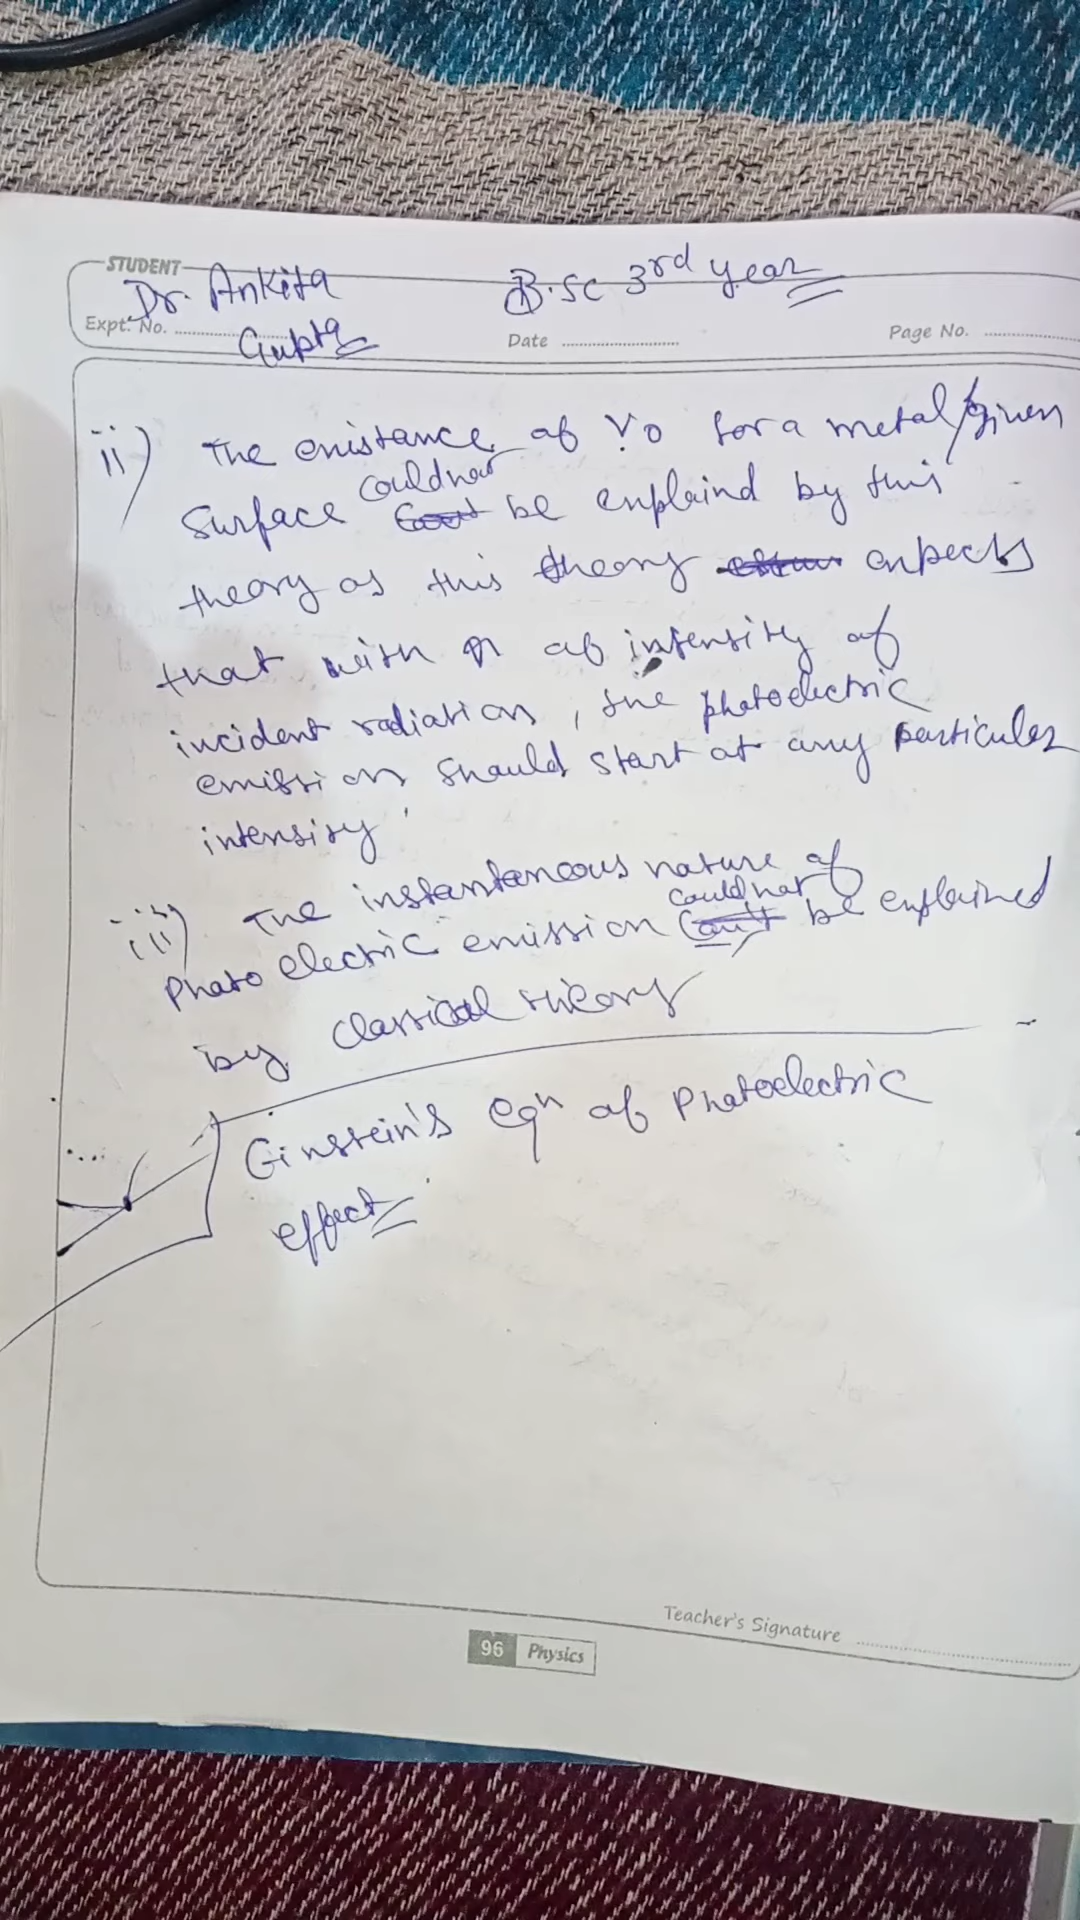 STUDENT
Dr. Ankita B.Sc 3rd year
Expt. No. Gupta Date Page No.
ii) The existance of ν0 for a metal/given
surface couldnot be explaind by this
theory as this theory expects
that with ↑ of intensity of
incident radiation, the photoelectric
emission should start at any particular
intensity.
iii) The instantaneous nature of
Photo electric emission couldnot be explained
by classical theory
Einstein's eqn of Photoelectric
effect
Teacher's Signature
96 Physics